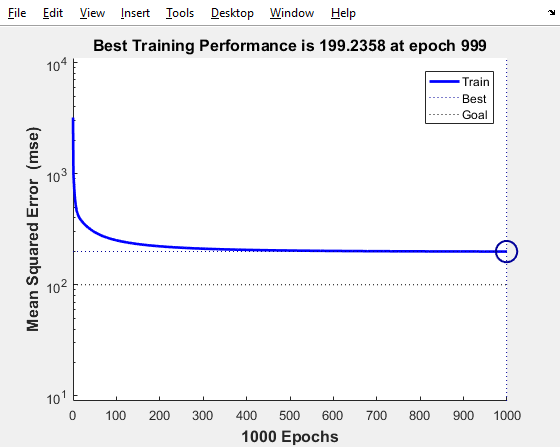 File Edit View Insert Tools Desktop Window Help
Best Training Performance is 199.2358 at epoch 999
Train
Best
Goal
Mean Squared Error (mse)
10^4
10^3
10^2
10^1
0 100 200 300 400 500 600 700 800 900 1000
1000 Epochs